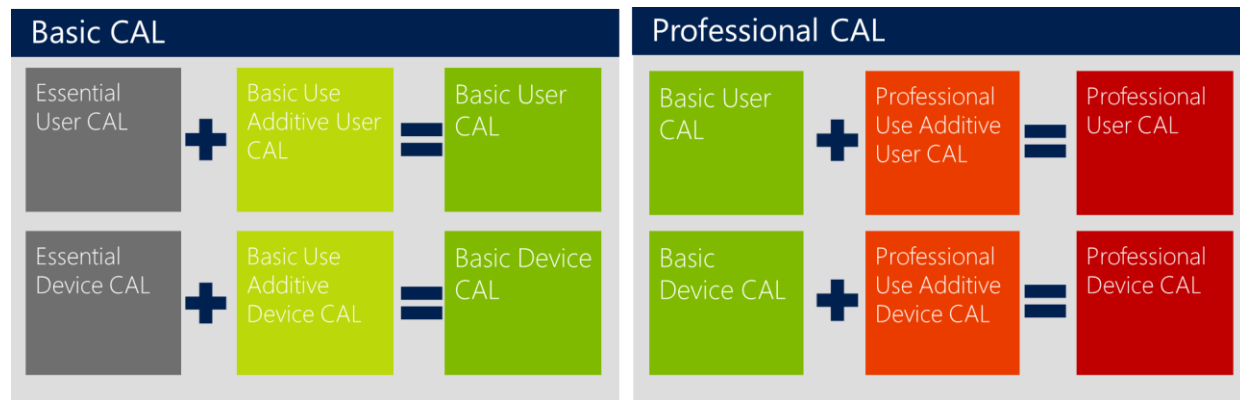 Basic CAL
Essential
User CAL
Basic Use
Additive User
CAL
Basic User
CAL
Essential
Device CAL
Basic Use
Additive
Device CAL
Basic Device
CAL
Professional CAL
Basic User
CAL
Professional
Use Additive
User CAL
Professional
User CAL
Basic
Device CAL
Professional
Use Additive
Device CAL
Professional
Device CAL